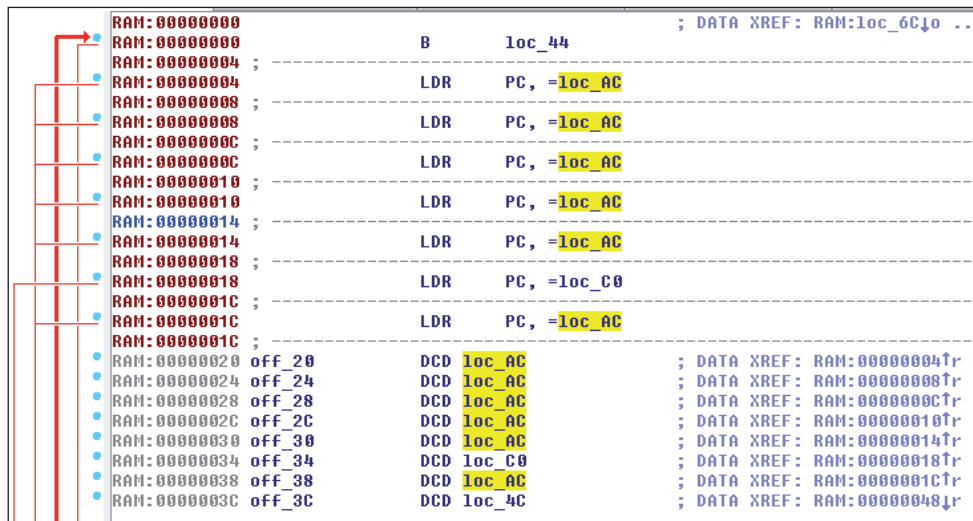 RAM:00000000 ; DATA XREF: RAM:loc_6C↓o ..
RAM:00000000 B loc_44
RAM:00000004 ; ---------------------------------------------------------------------------
RAM:00000004 LDR PC, =loc_AC
RAM:00000008 ; ---------------------------------------------------------------------------
RAM:00000008 LDR PC, =loc_AC
RAM:0000000C ; ---------------------------------------------------------------------------
RAM:0000000C LDR PC, =loc_AC
RAM:00000010 ; ---------------------------------------------------------------------------
RAM:00000010 LDR PC, =loc_AC
RAM:00000014 ; ---------------------------------------------------------------------------
RAM:00000014 LDR PC, =loc_AC
RAM:00000018 ; ---------------------------------------------------------------------------
RAM:00000018 LDR PC, =loc_C0
RAM:0000001C ; ---------------------------------------------------------------------------
RAM:0000001C LDR PC, =loc_AC
RAM:0000001C ; ---------------------------------------------------------------------------
RAM:00000020 off_20 DCD loc_AC ; DATA XREF: RAM:00000004↑r
RAM:00000024 off_24 DCD loc_AC ; DATA XREF: RAM:00000008↑r
RAM:00000028 off_28 DCD loc_AC ; DATA XREF: RAM:0000000C↑r
RAM:0000002C off_2C DCD loc_AC ; DATA XREF: RAM:00000010↑r
RAM:00000030 off_30 DCD loc_AC ; DATA XREF: RAM:00000014↑r
RAM:00000034 off_34 DCD loc_C0 ; DATA XREF: RAM:00000018↑r
RAM:00000038 off_38 DCD loc_AC ; DATA XREF: RAM:0000001C↑r
RAM:0000003C off_3C DCD loc_4C ; DATA XREF: RAM:00000048↓r